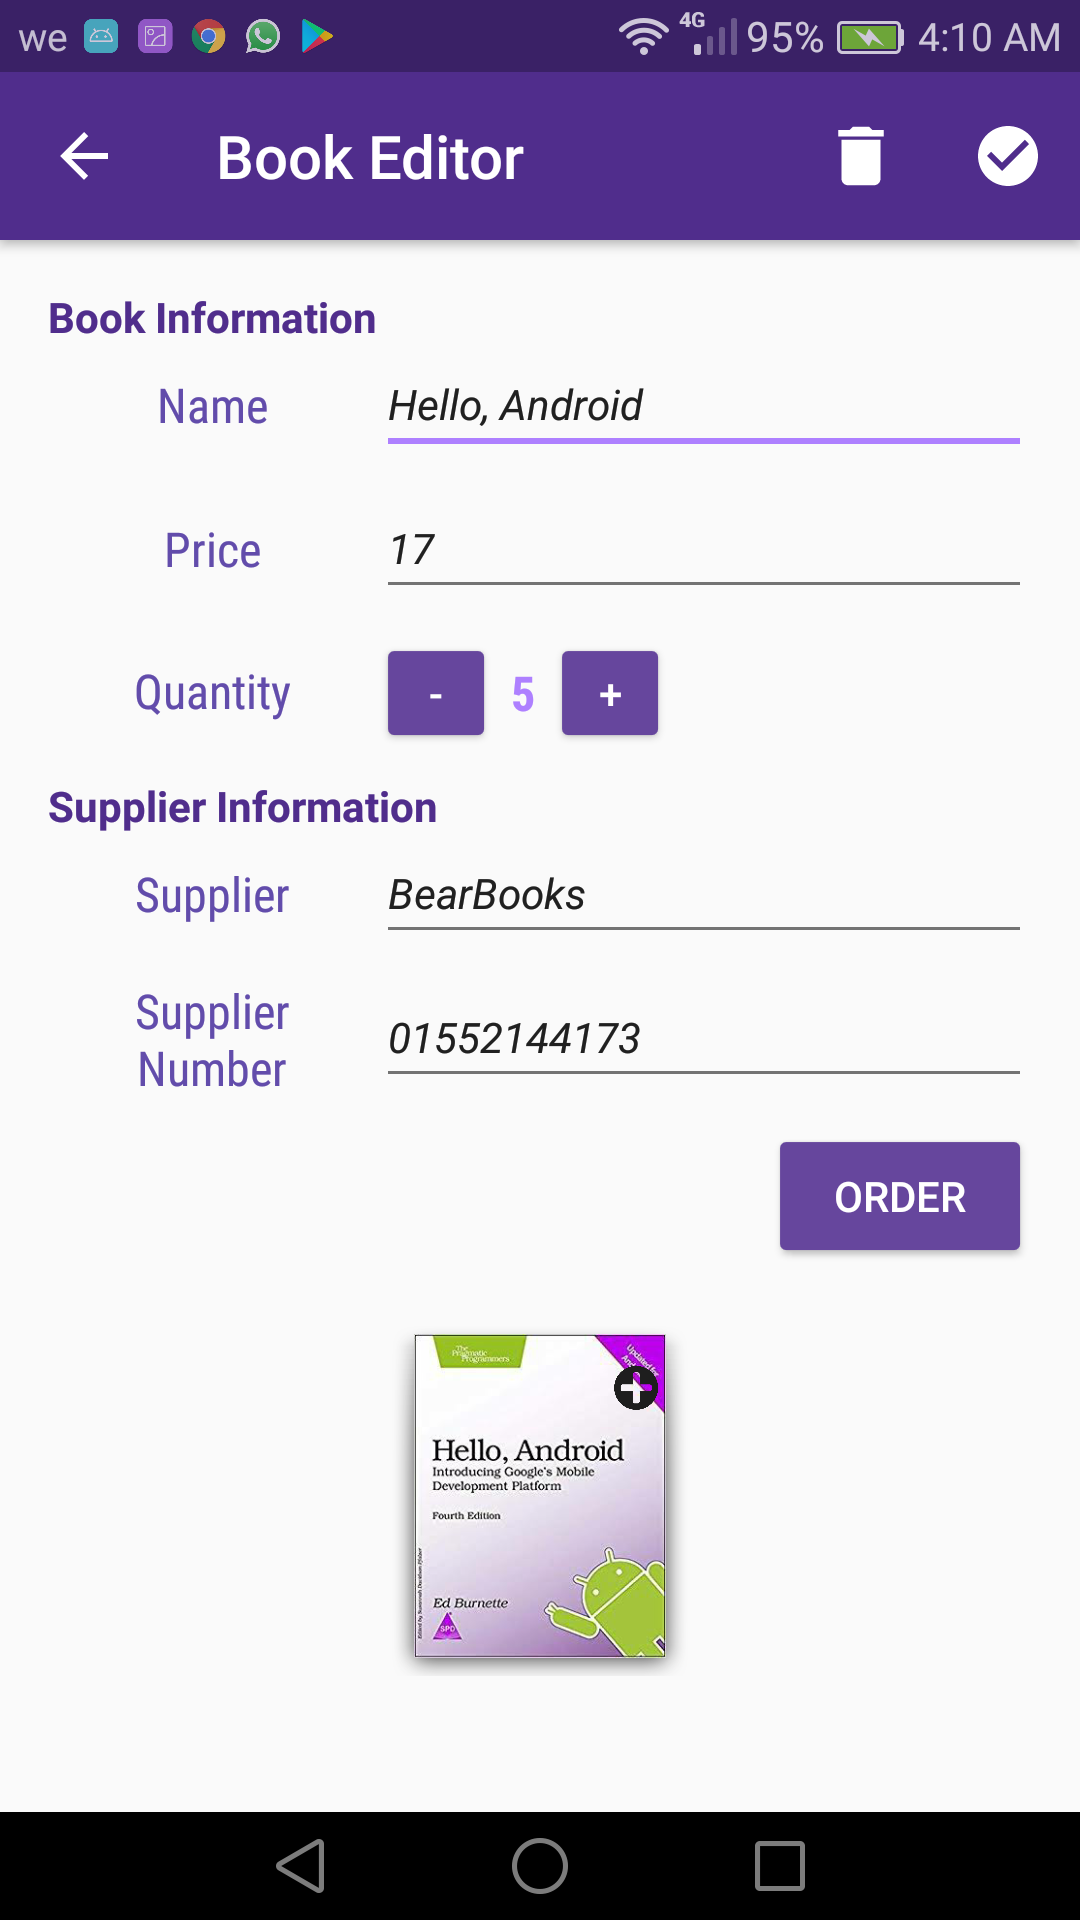 we 4G 95% 4:10 AM
Book Editor
Book Information
Name Hello, Android
Price 17
Quantity - 5 +
Supplier Information
Supplier BearBooks
Supplier
Number 01552144173
ORDER
The
Pragmatic
Programmers
Updated for
Hello, Android
Introducing Google's Mobile
Development Platform
Fourth Edition
Ed Burnette
SPD